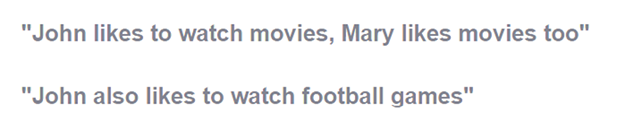 "John likes to watch movies, Mary likes movies too"
"John also likes to watch football games"